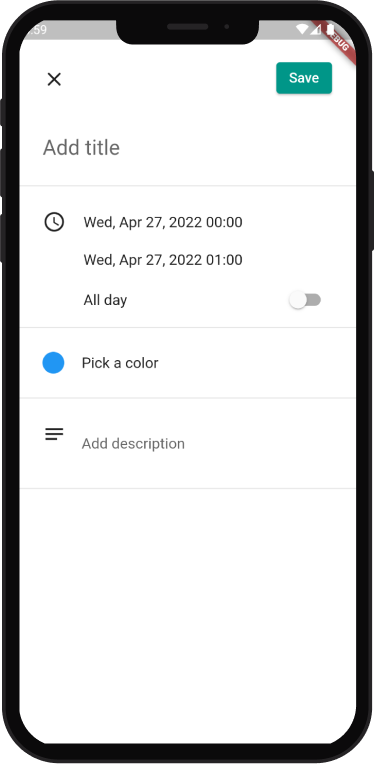 :59
DEBUG
Save
Add title
Wed, Apr 27, 2022 00:00
Wed, Apr 27, 2022 01:00
All day
Pick a color
Add description